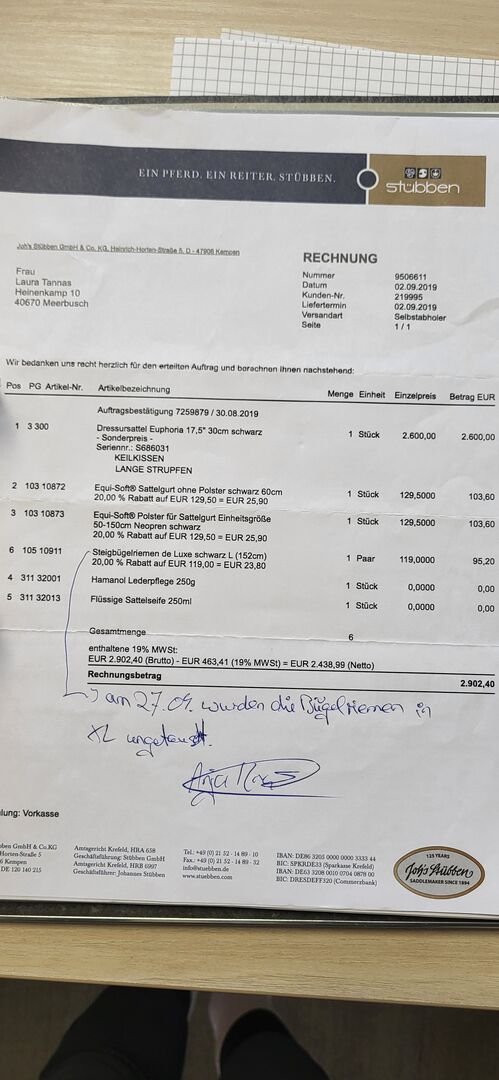 EIN PFERD. EIN REITER. STÜBBEN.
stübben
Joh's Stübben GmbH & Co. KG, Heinrich-Horten-Straße 5, D - 47906 Kempen
RECHNUNG
Frau
Laura Tannas
Heinenkamp 10
40670 Meerbusch
Nummer 9506611
Datum 02.09.2019
Kunden-Nr. 219995
Liefertermin 02.09.2019
Versandart Selbstabholer
Seite 1 / 1
Wir bedanken uns recht herzlich für den erteilten Auftrag und berechnen Ihnen nachstehend:
Pos PG Artikel-Nr. Artikelbezeichnung Menge Einheit Einzelpreis Betrag EUR
Auftragsbestätigung 7259879 / 30.08.2019
1 3 300 Dressursattel Euphoria 17,5" 30cm schwarz 1 Stück 2.600,00 2.600,00
- Sonderpreis -
Seriennr.: S686031
KEILKISSEN
LANGE STRUPFEN
2 103 10872 Equi-Soft® Sattelgurt ohne Polster schwarz 60cm 1 Stück 129,5000 103,60
20,00 % Rabatt auf EUR 129,50 = EUR 25,90
3 103 10873 Equi-Soft® Polster für Sattelgurt Einheitsgröße 1 Stück 129,5000 103,60
50-150cm Neopren schwarz
20,00 % Rabatt auf EUR 129,50 = EUR 25,90
6 105 10911 Steigbügelriemen de Luxe schwarz L (152cm) 1 Paar 119,0000 95,20
20,00 % Rabatt auf EUR 119,00 = EUR 23,80
4 311 32001 Hamanol Lederpflege 250g 1 Stück 0,0000 0,00
5 311 32013 Flüssige Sattelseife 250ml 1 Stück 0,0000 0,00
Gesamtmenge 6
enthaltene 19% MWSt:
EUR 2.902,40 (Brutto) - EUR 463,41 (19% MWSt) = EUR 2.438,99 (Netto)
Rechnungsbetrag 2.902,40
am 27.09. wurden die Bügelriemen in
XL umgetauscht.
lung: Vorkasse
bben GmbH & Co.KG
Horten-Straße 5
6 Kempen
DE 120 140 215
Amtsgericht Krefeld, HRA 658
Geschäftsführung: Stübben GmbH
Amtsgericht Krefeld, HRB 6997
Geschäftsführer: Johannes Stübben
Tel.: +49 (0) 21 52 - 14 89 - 10
Fax.: +49 (0) 21 52 - 14 89 - 32
info@stuebben.de
www.stuebben.com
IBAN: DE86 3205 0000 0000 3333 44
BIC: SPKRDE33 (Sparkasse Krefeld)
IBAN: DE63 3208 0010 0704 0878 00
BIC: DRESDEFF320 (Commerzbank)
125 YEARS
Joh's Stübben
SADDLEMAKER SINCE 1894